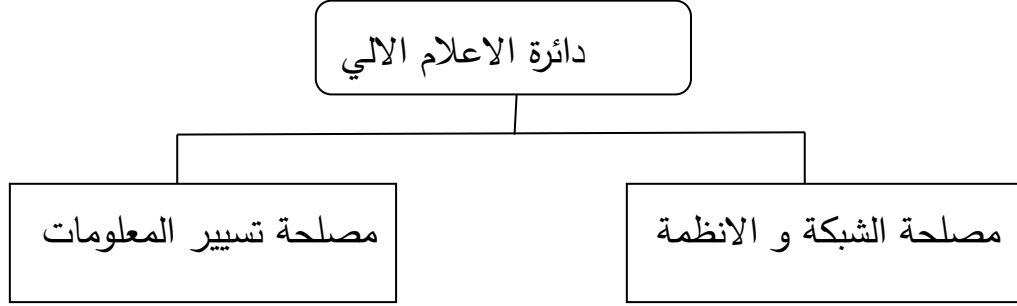 دائرة الاعلام الالي
مصلحة الشبكة و الانظمة
مصلحة تسيير المعلومات